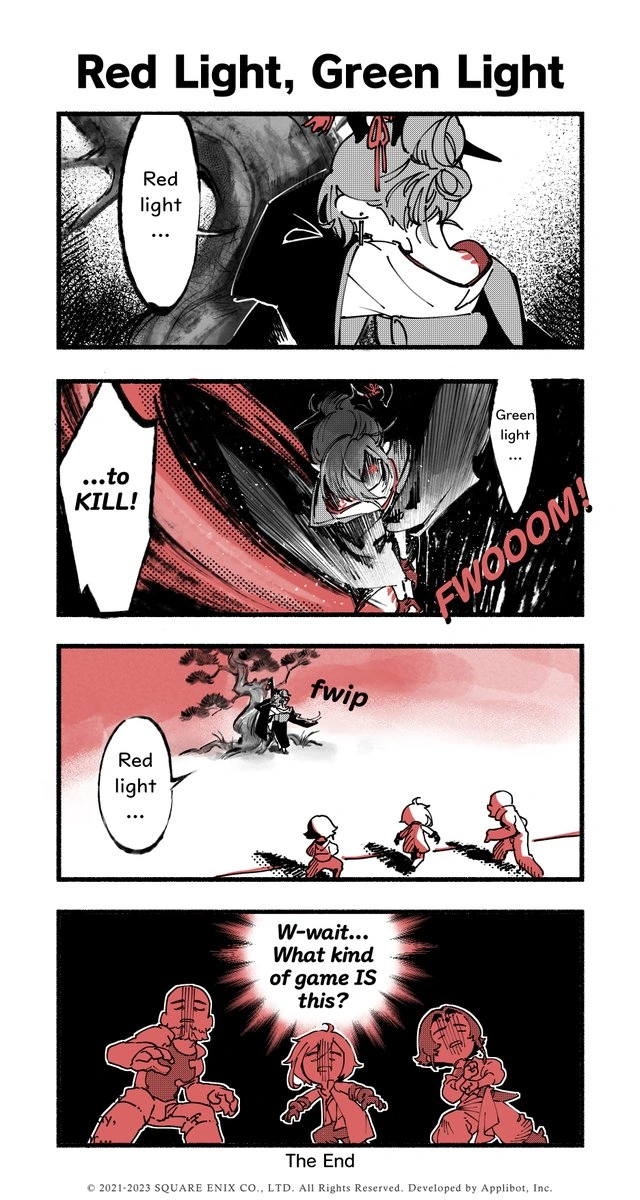 Red Light, Green Light
Red
light
...
Green
light
...
...to
KILL!
FWOOOM!
fwip
Red
light
...
W-wait...
What kind
of game IS
this?
The End
© 2021-2023 SQUARE ENIX CO., LTD. All Rights Reserved. Developed by Applibot, Inc.